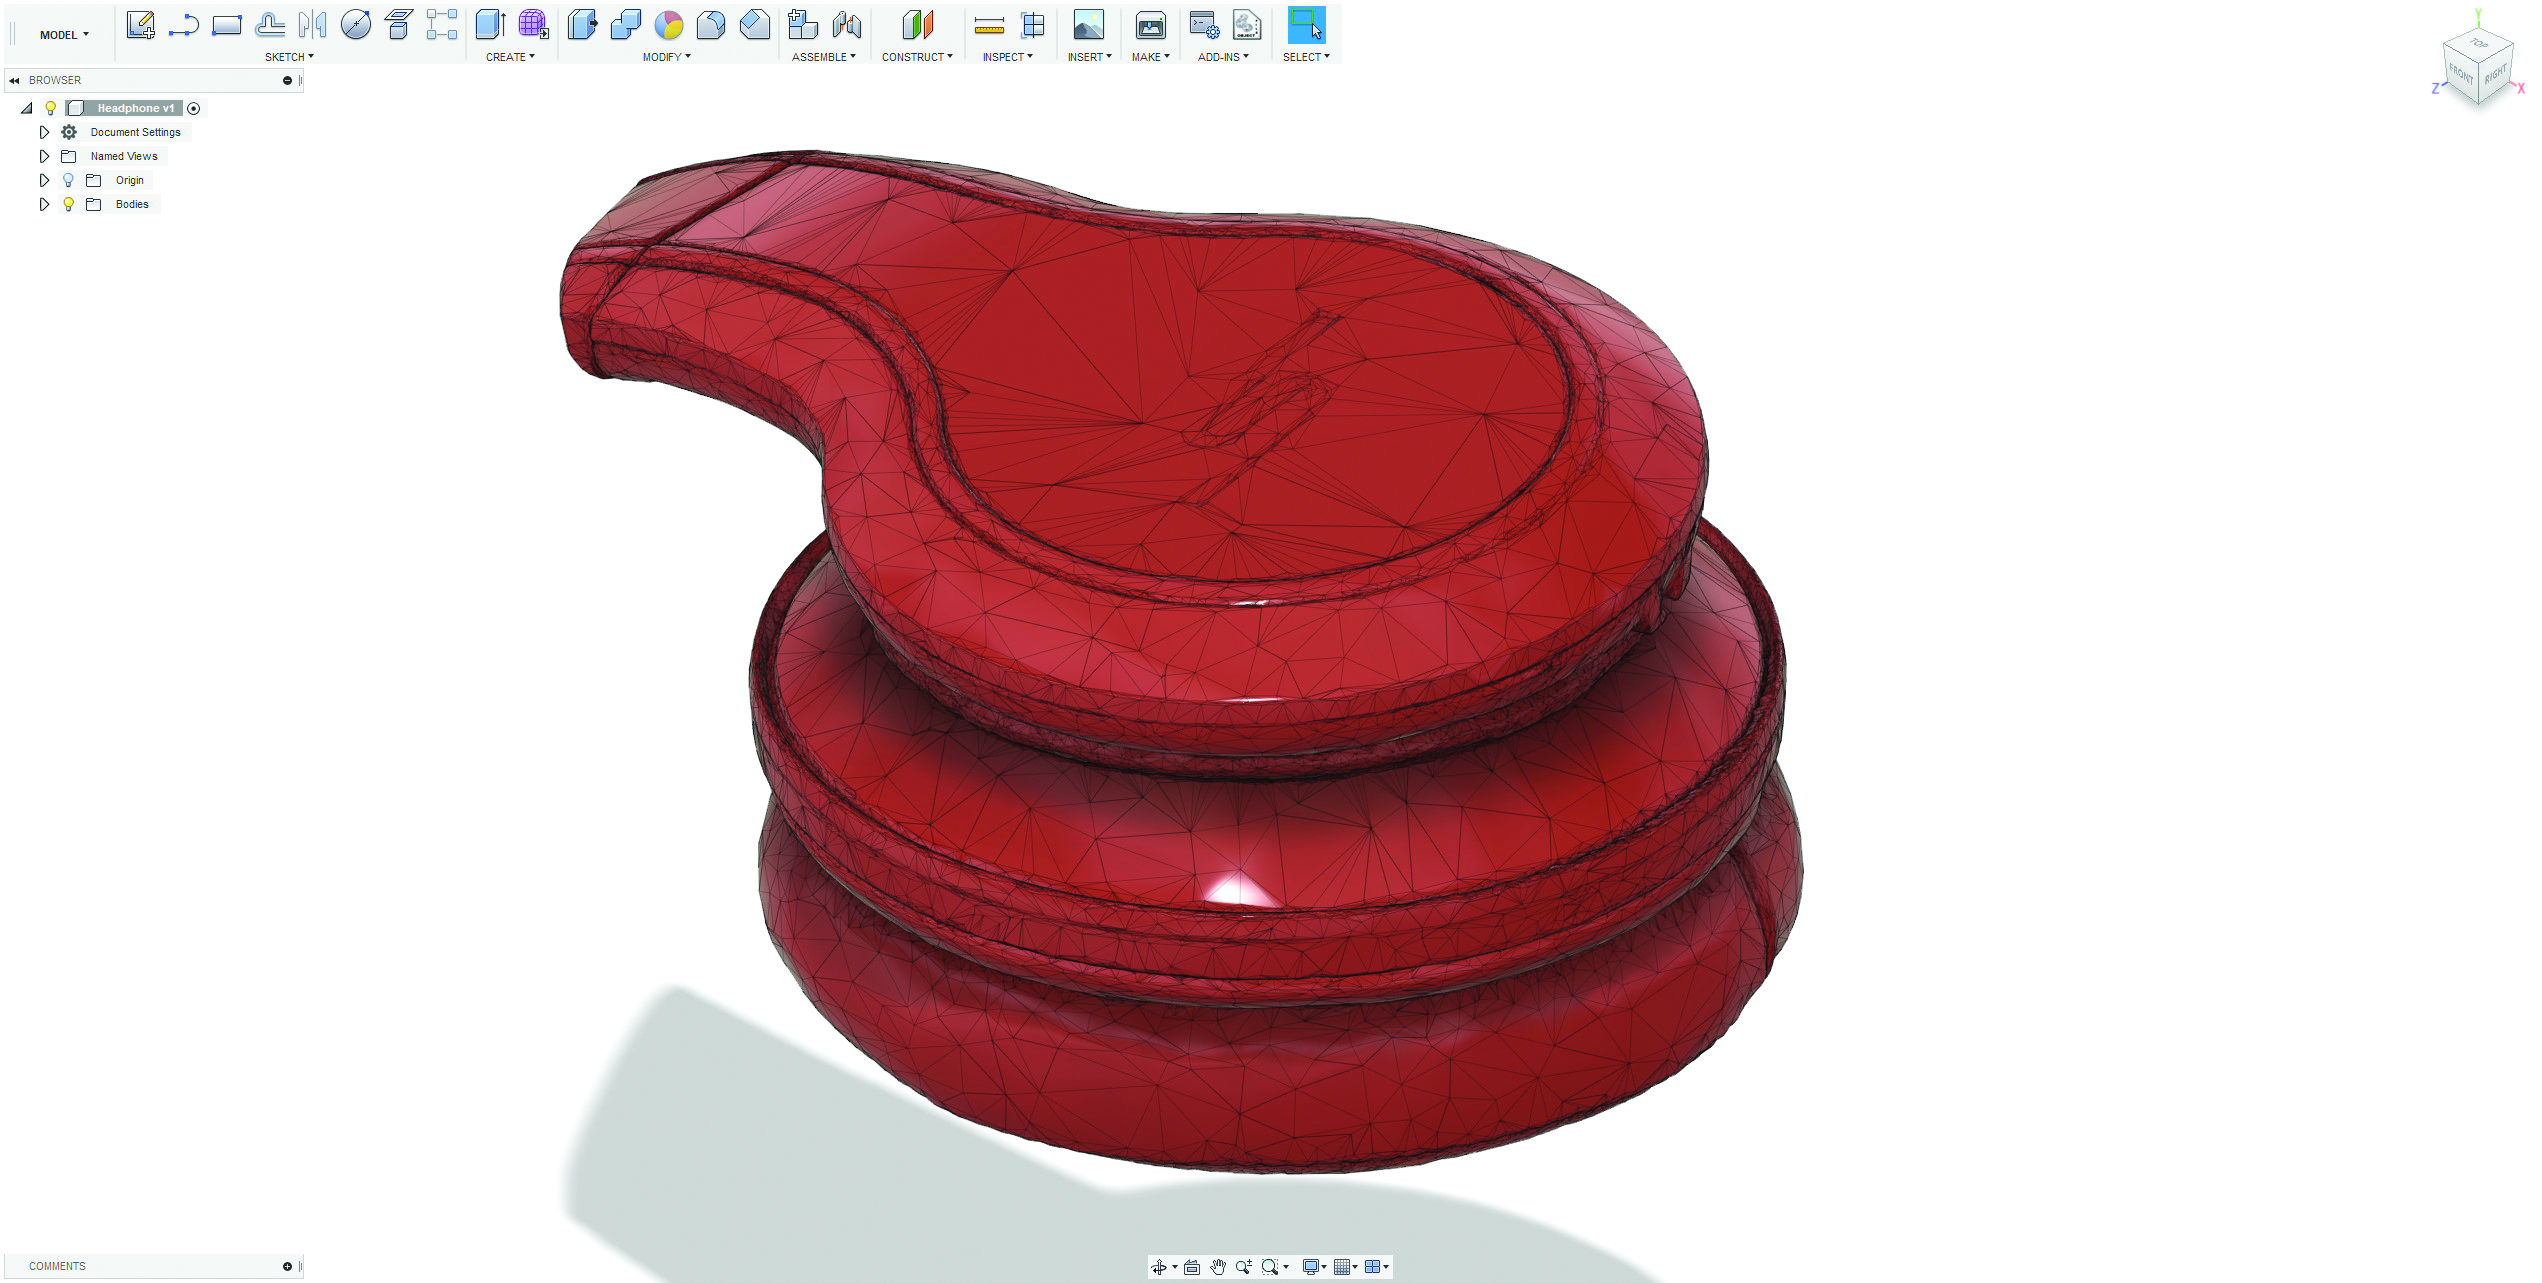 MODEL
SKETCH
CREATE
MODIFY
ASSEMBLE
CONSTRUCT
INSPECT
INSERT
MAKE
ADD-INS
SELECT
BROWSER
Headphone v1
Document Settings
Named Views
Origin
Bodies
Y
TOP
FRONT
RIGHT
Z
X
COMMENTS